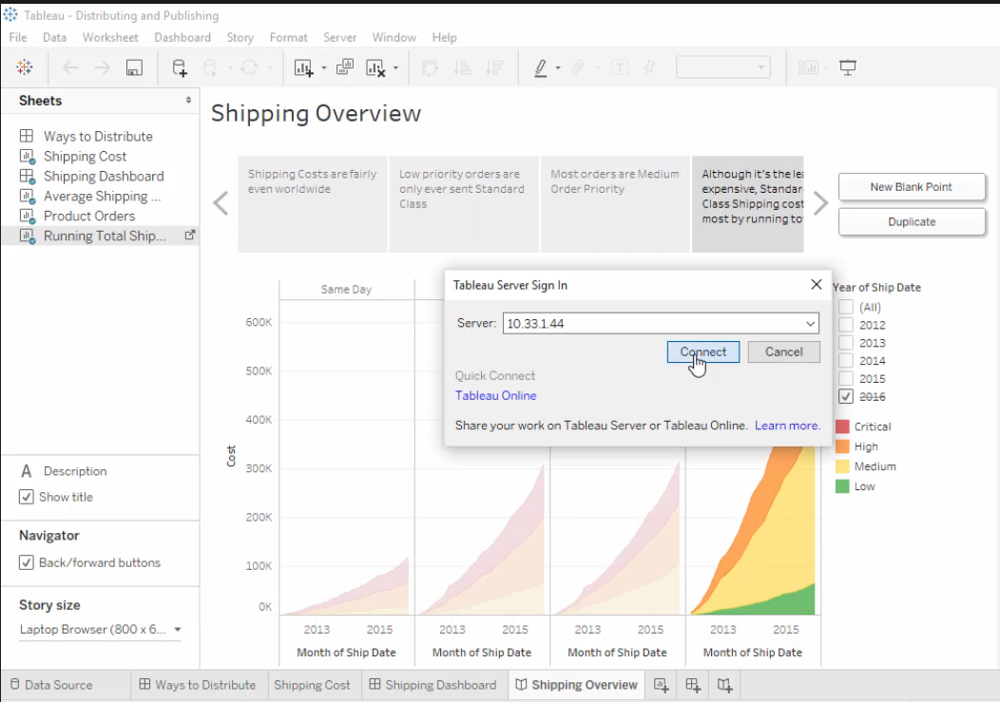 Tableau - Distributing and Publishing
File Data Worksheet Dashboard Story Format Server Window Help
Sheets
Ways to Distribute
Shipping Cost
Shipping Dashboard
Average Shipping ...
Product Orders
Running Total Ship...
Description
Show title
Navigator
Back/forward buttons
Story size
Laptop Browser (800 x 6...
Shipping Overview
Shipping Costs are fairly
even worldwide
Low priority orders are
only ever sent Standard
Class
Most orders are Medium
Order Priority
Although it's the lea
expensive, Standar
Class Shipping cost
most by running to
New Blank Point
Duplicate
Same Day
600K
500K
400K
300K
200K
100K
0K
Cost
2013 2015 2013 2015 2013 2015 2013 2015
Month of Ship Date Month of Ship Date Month of Ship Date Month of Ship Date
Tableau Server Sign In
Server: 10.33.1.44
Connect Cancel
Quick Connect
Tableau Online
Share your work on Tableau Server or Tableau Online. Learn more.
Year of Ship Date
(All)
2012
2013
2014
2015
2016
Critical
High
Medium
Low
Data Source Ways to Distribute Shipping Cost Shipping Dashboard Shipping Overview